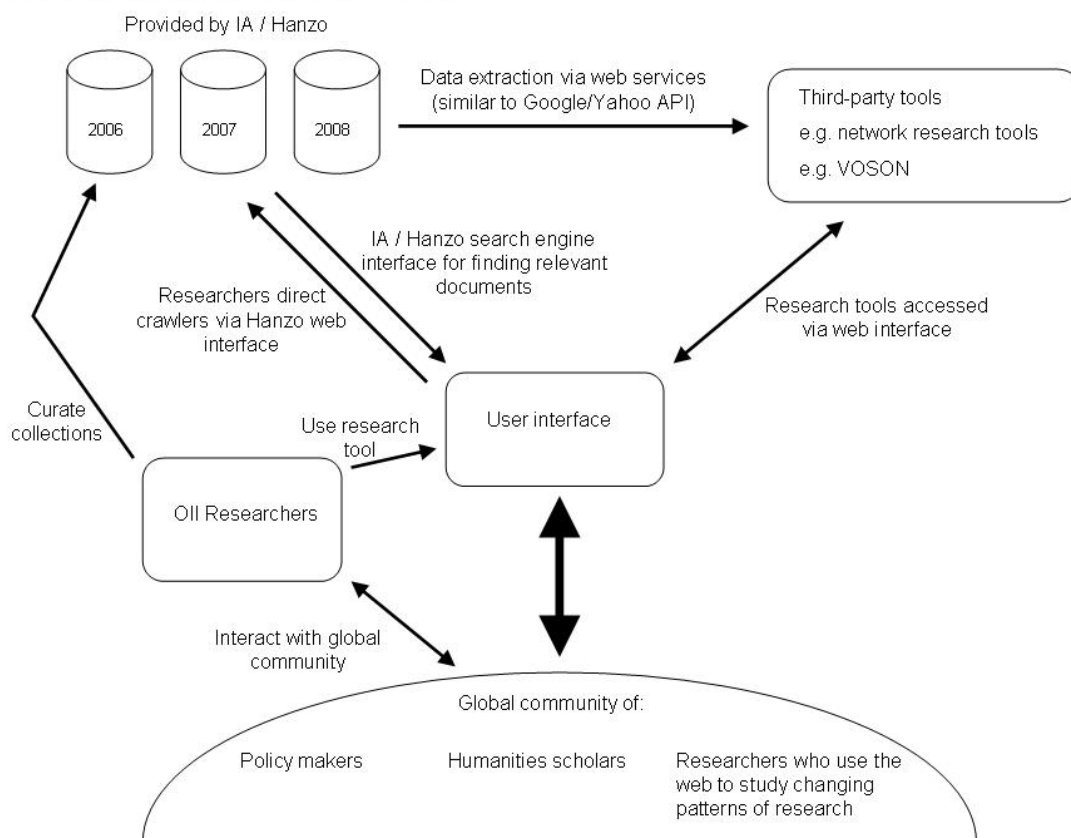 Provided by IA / Hanzo
2006
2007
2008
Data extraction via web services
(similar to Google/Yahoo API)
Third-party tools
e.g. network research tools
e.g. VOSON
IA / Hanzo search engine
interface for finding relevant
documents
Researchers direct
crawlers via Hanzo web
interface
Research tools accessed
via web interface
Curate
collections
Use research
tool
User interface
OII Researchers
Interact with global
community
Global community of:
Policy makers
Humanities scholars
Researchers who use the
web to study changing
patterns of research